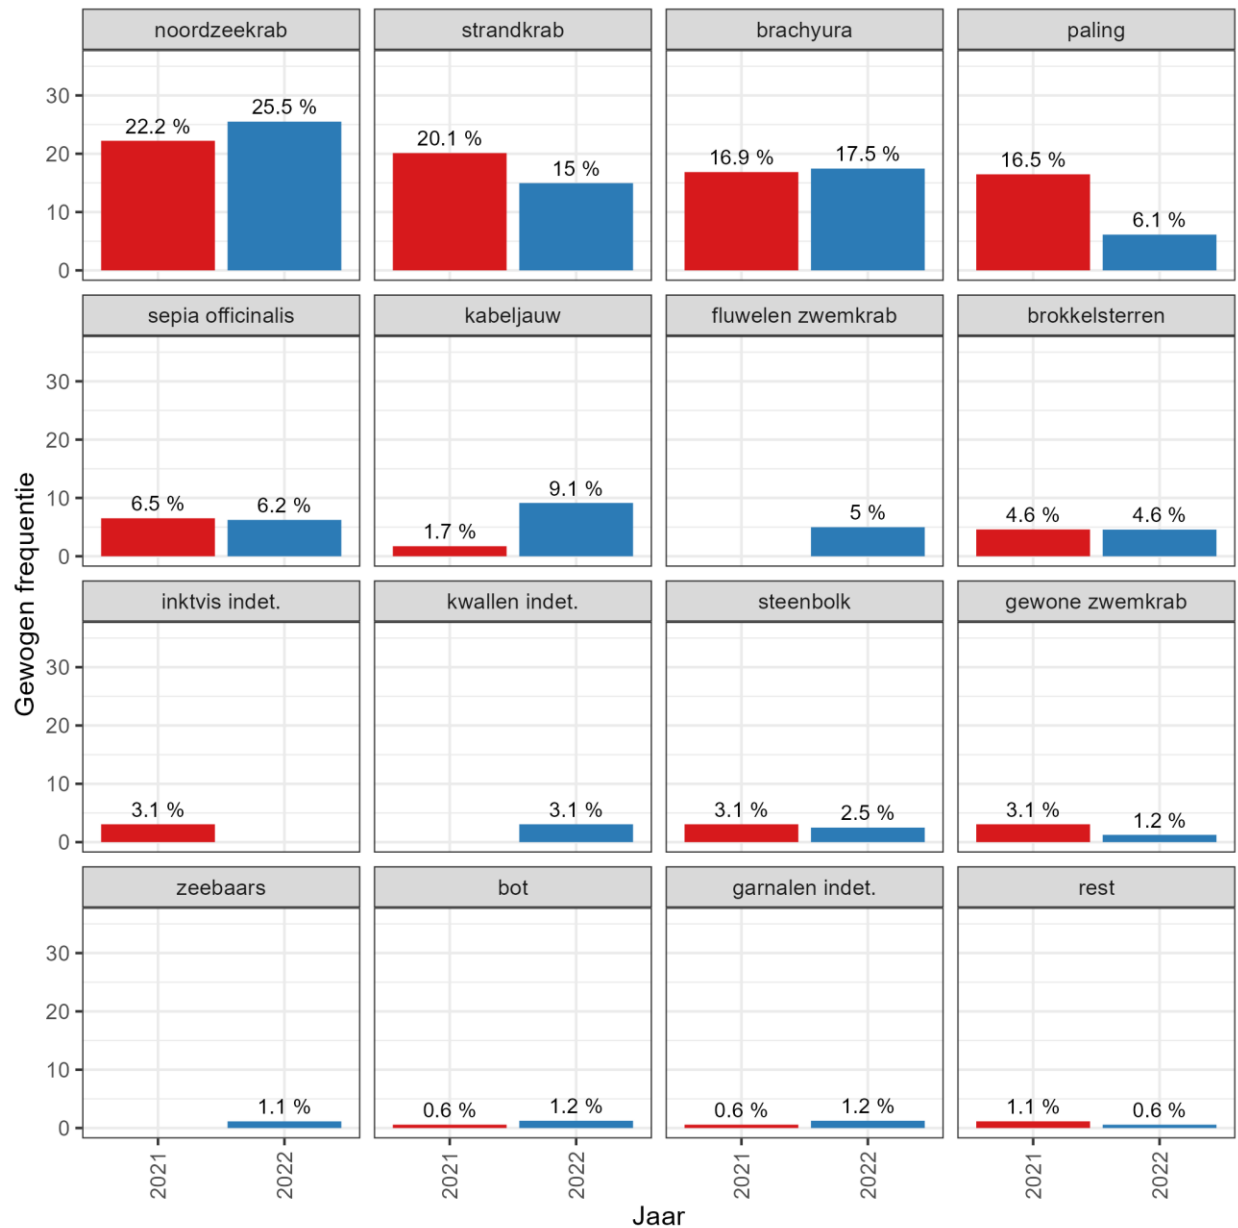 noordzeekrab strandkrab brachyura paling
30
20
10
0
22.2 % 25.5 % 20.1 % 15 % 16.9 % 17.5 % 16.5 % 6.1 %
sepia officinalis kabeljauw fluwelen zwemkrab brokkelsterren
30
20
10
0
6.5 % 6.2 % 1.7 % 9.1 % 5 % 4.6 % 4.6 %
Gewogen frequentie
inktvis indet. kwallen indet. steenbolk gewone zwemkrab
30
20
10
0
3.1 % 3.1 % 3.1 % 2.5 % 3.1 % 1.2 %
zeebaars bot garnalen indet. rest
30
20
10
0
1.1 % 0.6 % 1.2 % 0.6 % 1.2 % 1.1 % 0.6 %
2021 2022 2021 2022 2021 2022 2021 2022
Jaar